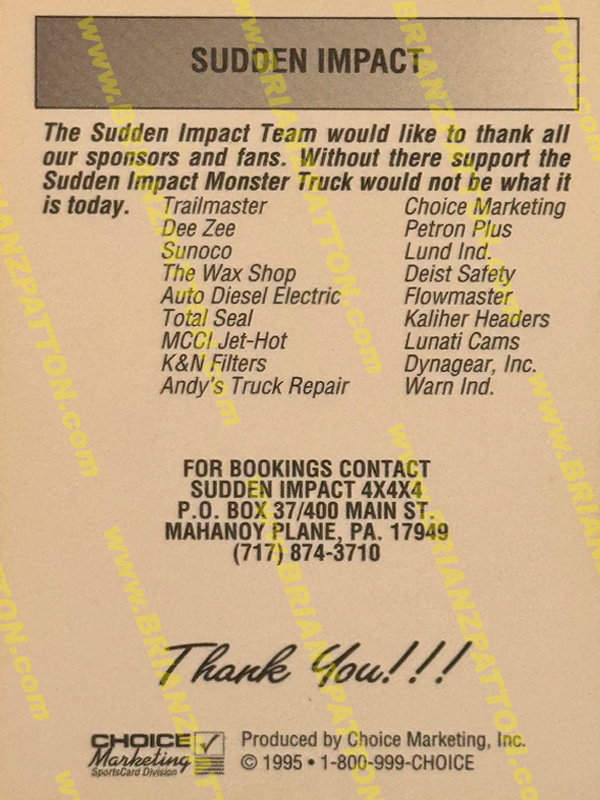 SUDDEN IMPACT
The Sudden Impact Team would like to thank all
our sponsors and fans. Without there support the
Sudden Impact Monster Truck would not be what it
is today. Trailmaster Choice Marketing
Dee Zee Petron Plus
Sunoco Lund Ind.
The Wax Shop Deist Safety
Auto Diesel Electric Flowmaster
Total Seal Kaliher Headers
MCCI Jet-Hot Lunati Cams
K&N Filters Dynagear, Inc.
Andy's Truck Repair Warn Ind.
FOR BOOKINGS CONTACT
SUDDEN IMPACT 4X4X4
P.O. BOX 37/400 MAIN ST.
MAHANOY PLANE, PA. 17949
(717) 874-3710
Thank You!!!
CHOICE
Marketing
SportsCard Division
Produced by Choice Marketing, Inc.
© 1995 • 1-800-999-CHOICE
www.BRIANZPATTON.com